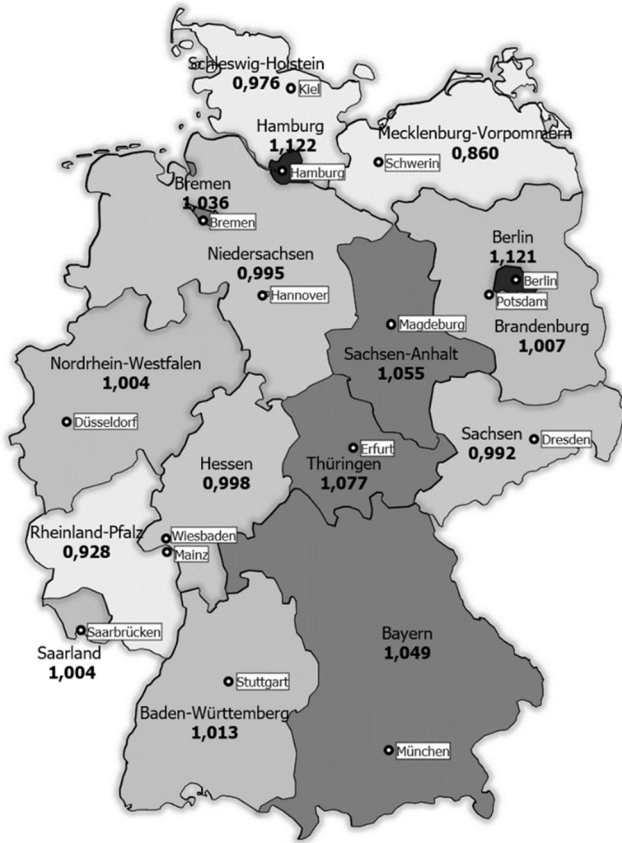 Schleswig-Holstein
0,976
Kiel
Hamburg
1,122
Hamburg
Mecklenburg-Vorpommern
0,860
Schwerin
Bremen
1.036
Bremen
Niedersachsen
0,995
Hannover
Berlin
1,121
Berlin
Potsdam
Brandenburg
1,007
Magdeburg
Sachsen-Anhalt
1,055
Nordrhein-Westfalen
1,004
Düsseldorf
Hessen
0,998
Erfurt
Thüringen
1,077
Sachsen
0,992
Dresden
Rheinland-Pfalz
0,928
Wiesbaden
Mainz
Saarbrücken
Saarland
1,004
Bayern
1,049
Stuttgart
Baden-Württemberg
1,013
München